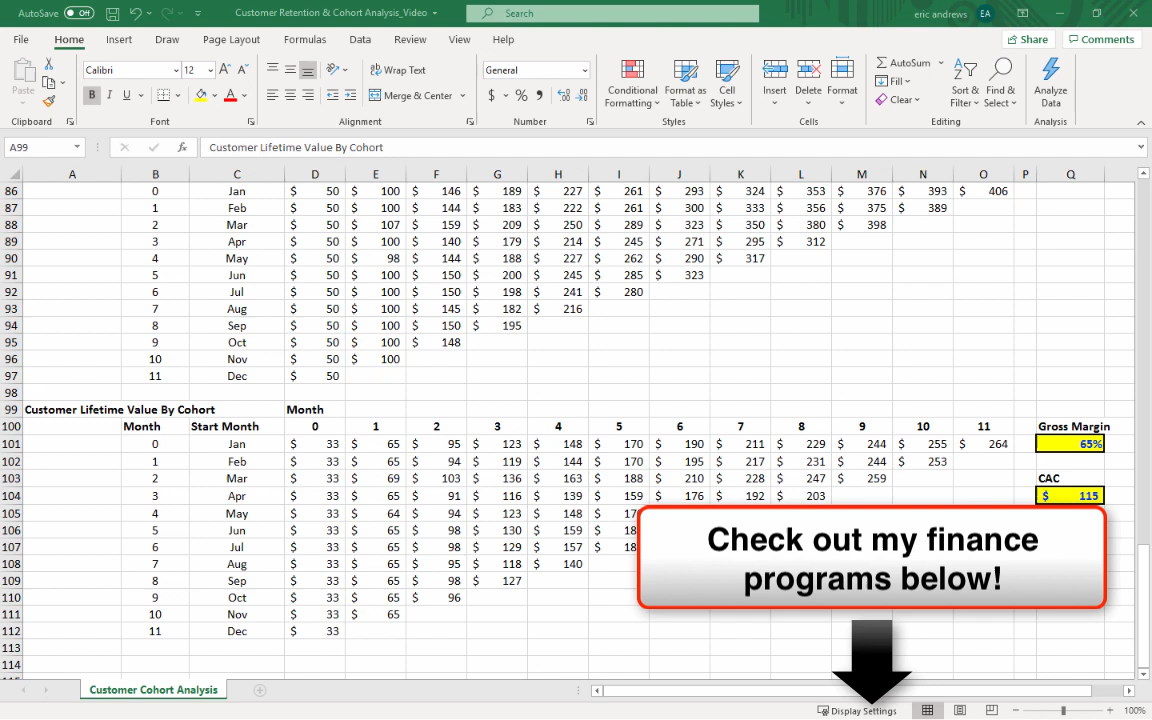 AutoSave Off Customer Retention & Cohort Analysis_Video Search eric andrews EA
File Home Insert Draw Page Layout Formulas Data Review View Help Share Comments
Paste Calibri 12 Wrap Text General Conditional Formatting Format as Table Cell Styles Insert Delete Format AutoSum Fill Clear Sort & Filter Find & Select Analyze Data
B I U A Merge & Center $ % 9
Clipboard Font Alignment Number Styles Cells Editing Analysis
A99 fx Customer Lifetime Value By Cohort
A B C D E F G H I J K L M N O P Q
86 0 Jan $ 50 $ 100 $ 146 $ 189 $ 227 $ 261 $ 293 $ 324 $ 353 $ 376 $ 393 $ 406
87 1 Feb $ 50 $ 100 $ 144 $ 183 $ 222 $ 261 $ 300 $ 333 $ 356 $ 375 $ 389
88 2 Mar $ 50 $ 107 $ 159 $ 209 $ 250 $ 289 $ 323 $ 350 $ 380 $ 398
89 3 Apr $ 50 $ 100 $ 140 $ 179 $ 214 $ 245 $ 271 $ 295 $ 312
90 4 May $ 50 $ 98 $ 144 $ 188 $ 227 $ 262 $ 290 $ 317
91 5 Jun $ 50 $ 100 $ 150 $ 200 $ 245 $ 285 $ 323
92 6 Jul $ 50 $ 100 $ 150 $ 198 $ 241 $ 280
93 7 Aug $ 50 $ 100 $ 145 $ 182 $ 216
94 8 Sep $ 50 $ 100 $ 150 $ 195
95 9 Oct $ 50 $ 100 $ 148
96 10 Nov $ 50 $ 100
97 11 Dec $ 50
98
99 Customer Lifetime Value By Cohort Month
100 Month Start Month 0 1 2 3 4 5 6 7 8 9 10 11 Gross Margin
101 0 Jan $ 33 $ 65 $ 95 $ 123 $ 148 $ 170 $ 190 $ 211 $ 229 $ 244 $ 255 $ 264 65%
102 1 Feb $ 33 $ 65 $ 94 $ 119 $ 144 $ 170 $ 195 $ 217 $ 231 $ 244 $ 253
103 2 Mar $ 33 $ 69 $ 103 $ 136 $ 163 $ 188 $ 210 $ 228 $ 247 $ 259 CAC
104 3 Apr $ 33 $ 65 $ 91 $ 116 $ 139 $ 159 $ 176 $ 192 $ 203 $ 115
105 4 May $ 33 $ 64 $ 94 $ 123 $ 148 $
106 5 Jun $ 33 $ 65 $ 98 $ 130 $ 159 $
107 6 Jul $ 33 $ 65 $ 98 $ 129 $ 157 $
108 7 Aug $ 33 $ 65 $ 95 $ 118 $ 140
109 8 Sep $ 33 $ 65 $ 98 $ 127
110 9 Oct $ 33 $ 65 $ 96
111 10 Nov $ 33 $ 65
112 11 Dec $ 33
113
114
Check out my finance
programs below!
Customer Cohort Analysis
Display Settings 100%